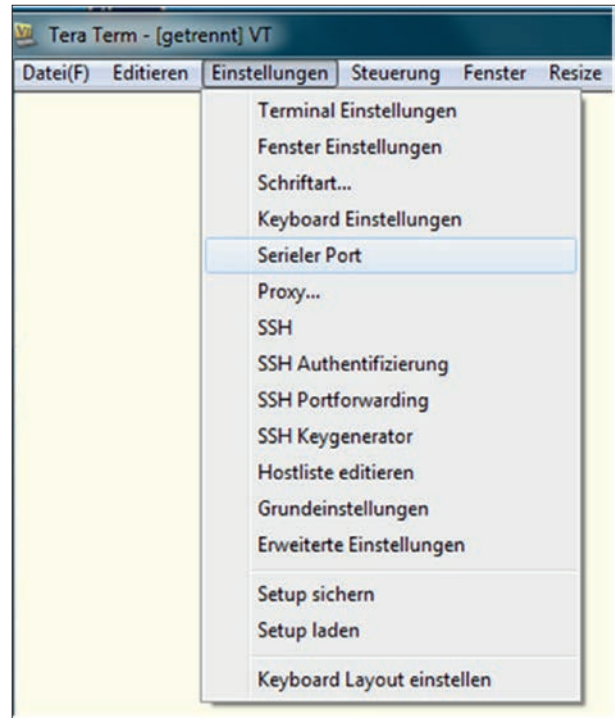 Tera Term - [getrennt] VT
Datei(F) Editieren Einstellungen Steuerung Fenster Resize
Terminal Einstellungen
Fenster Einstellungen
Schriftart...
Keyboard Einstellungen
Serieler Port
Proxy...
SSH
SSH Authentifizierung
SSH Portforwarding
SSH Keygenerator
Hostliste editieren
Grundeinstellungen
Erweiterte Einstellungen
Setup sichern
Setup laden
Keyboard Layout einstellen